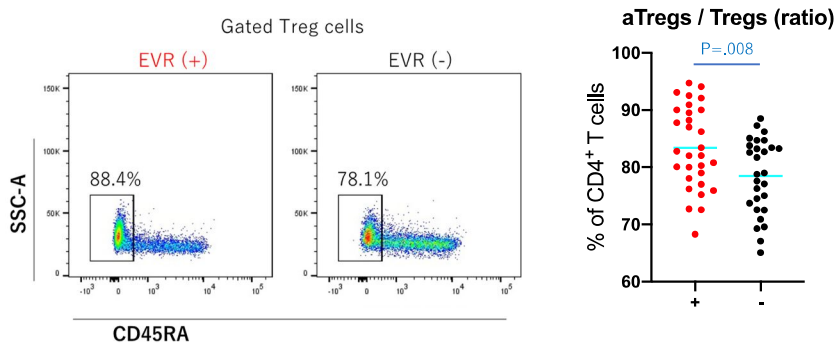 Gated Treg cells
EVR (+)
EVR (-)
150K
100K
50K
0
88.4%
-10³ 0 10³ 10⁴ 10⁵
150K
100K
50K
0
78.1%
-10³ 0 10³ 10⁴ 10⁵
SSC-A
CD45RA
aTregs / Tregs (ratio)
P=.008
% of CD4⁺ T cells
100
90
80
70
60
+ -